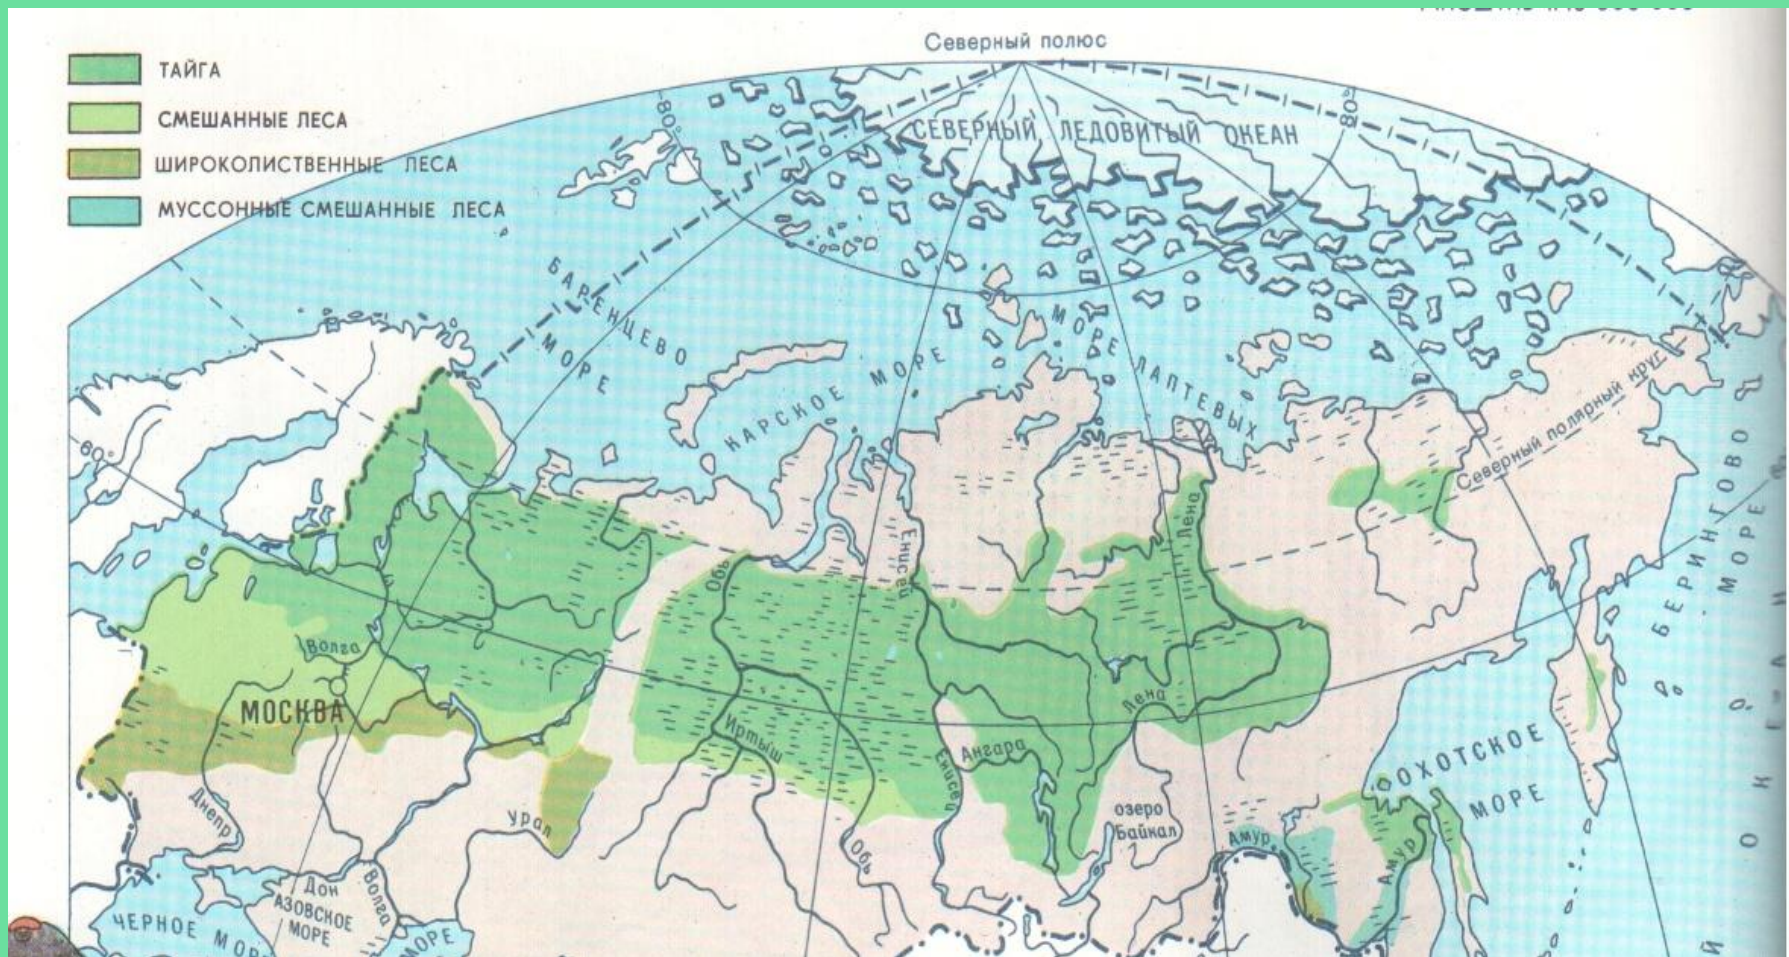 Северный полюс
ТАЙГА
СМЕШАННЫЕ ЛЕСА
ШИРОКОЛИСТВЕННЫЕ ЛЕСА
МУССОННЫЕ СМЕШАННЫЕ ЛЕСА
80°
80°
СЕВЕРНЫЙ ЛЕДОВИТЫЙ ОКЕАН
БАРЕНЦЕВО
МОРЕ
КАРСКОЕ МОРЕ
МОРЕ ЛАПТЕВЫХ
Северный полярный круг
60°
БЕРИНГОВО
МОРЕ
Лена
Енисей
Обь
Волга
МОСКВА
Лена
Иртыш
Ангара
Енисей
ОХОТСКОЕ
МОРЕ
Днепр
Урал
озеро
Байкал
Амур
Амур
Обь
Дон
Волга
АЗОВСКОЕ
МОРЕ
ЧЕРНОЕ МОР
МОРЕ